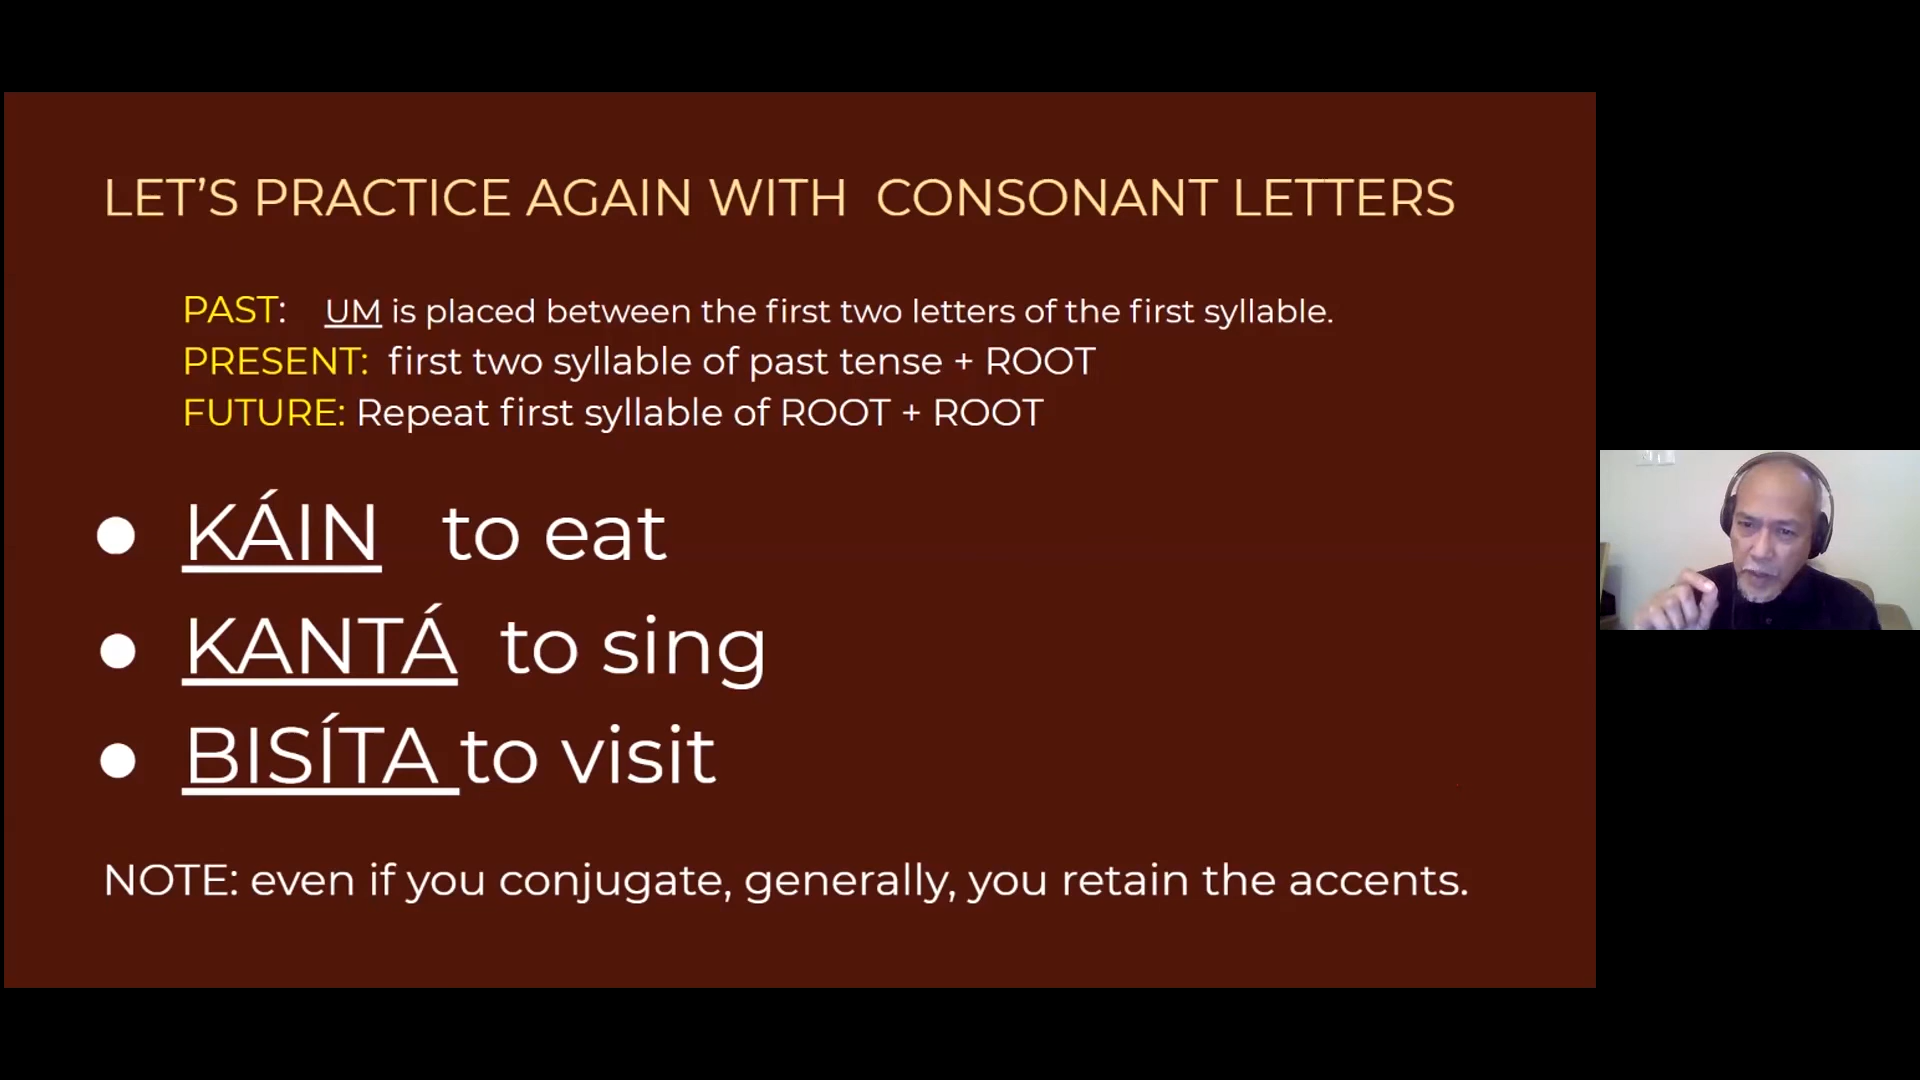 LET’S PRACTICE AGAIN WITH CONSONANT LETTERS
PAST: UM is placed between the first two letters of the first syllable.
PRESENT: first two syllable of past tense + ROOT
FUTURE: Repeat first syllable of ROOT + ROOT
● KÁIN to eat
● KANTÁ to sing
● BISÍTA to visit
NOTE: even if you conjugate, generally, you retain the accents.